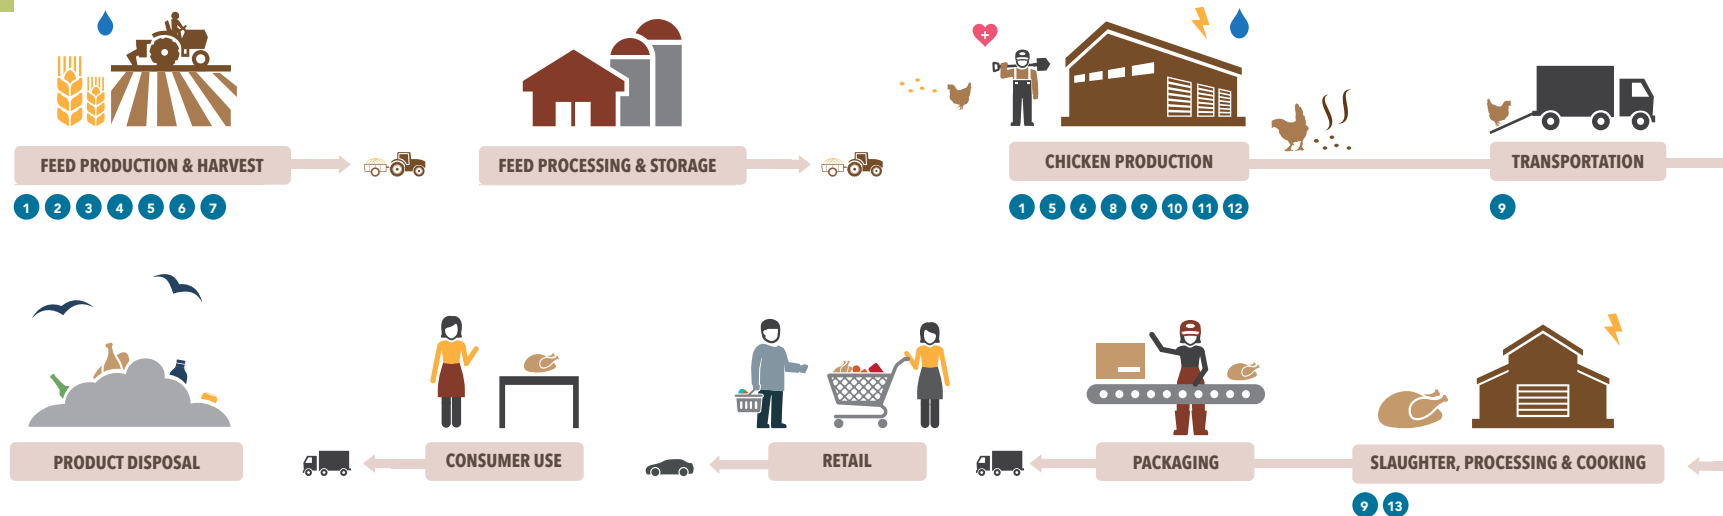 FEED PRODUCTION & HARVEST
1 2 3 4 5 6 7
FEED PROCESSING & STORAGE
CHICKEN PRODUCTION
1 5 6 8 9 10 11 12
TRANSPORTATION
9
PRODUCT DISPOSAL
CONSUMER USE
RETAIL
PACKAGING
SLAUGHTER, PROCESSING & COOKING
9 13